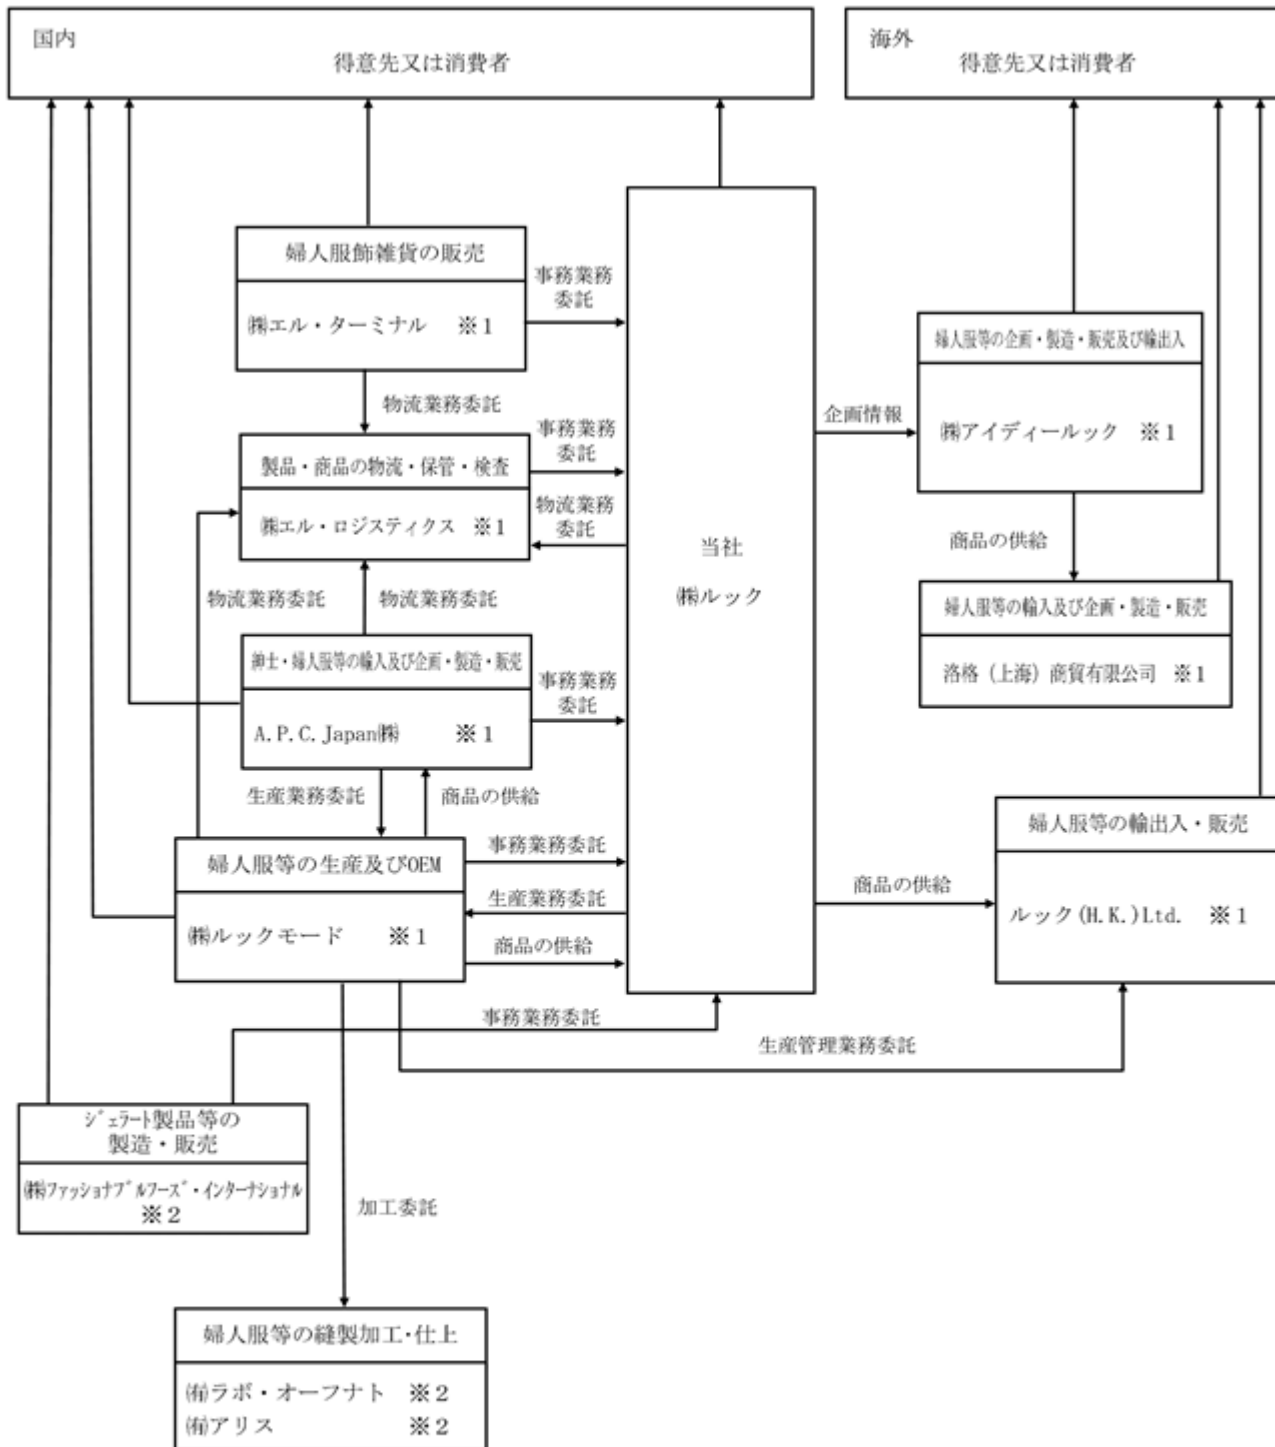 国内
得意先又は消費者
海外
得意先又は消費者
婦人服飾雑貨の販売
㈱エル・ターミナル ※1
事務業務
委託
物流業務委託
製品・商品の物流・保管・検査
㈱エル・ロジスティクス ※1
事務業務
委託
物流業務
委託
物流業務委託
物流業務委託
紳士・婦人服等の輸入及び企画・製造・販売
A.P.C.Japan㈱ ※1
事務業務
委託
生産業務委託
商品の供給
婦人服等の生産及びOEM
㈱ルックモード ※1
事務業務委託
生産業務委託
商品の供給
当社
㈱ルック
企画情報
婦人服等の企画・製造・販売及び輸出入
㈱アイディールック ※1
商品の供給
婦人服等の輸入及び企画・製造・販売
洛格（上海）商貿有限公司 ※1
商品の供給
婦人服等の輸出入・販売
ルック(H.K.)Ltd. ※1
事務業務委託
生産管理業務委託
ｼﾞｪﾗｰﾄ製品等の
製造・販売
㈱ﾌｧｯｼｮﾅﾌﾞﾙﾌｰｽﾞ・ｲﾝﾀｰﾅｼｮﾅﾙ
※2
加工委託
婦人服等の縫製加工・仕上
㈲ラボ・オーフナト ※2
㈲アリス ※2